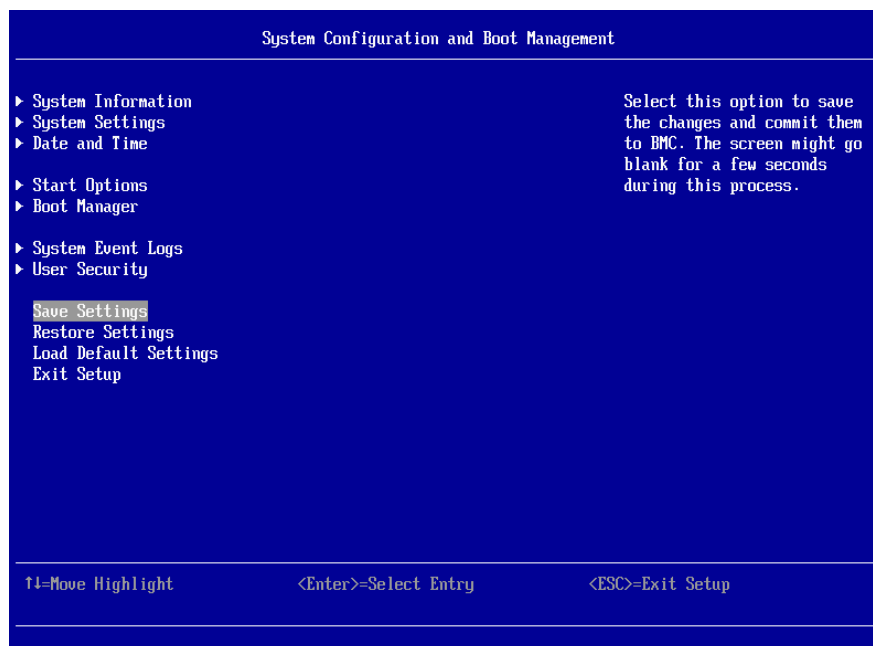 System Configuration and Boot Management
▶ System Information
▶ System Settings
▶ Date and Time
▶ Start Options
▶ Boot Manager
▶ System Event Logs
▶ User Security
Save Settings
Restore Settings
Load Default Settings
Exit Setup
Select this option to save
the changes and commit them
to BMC. The screen might go
blank for a few seconds
during this process.
↑↓=Move Highlight <Enter>=Select Entry <ESC>=Exit Setup